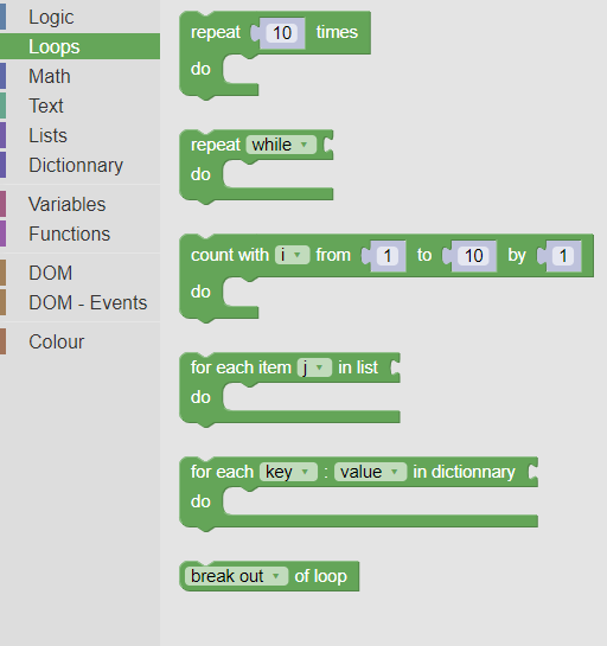 Logic
Loops
Math
Text
Lists
Dictionnary
Variables
Functions
DOM
DOM - Events
Colour
repeat 10 times
do
repeat while
do
count with i from 1 to 10 by 1
do
for each item j in list
do
for each key : value in dictionnary
do
break out of loop